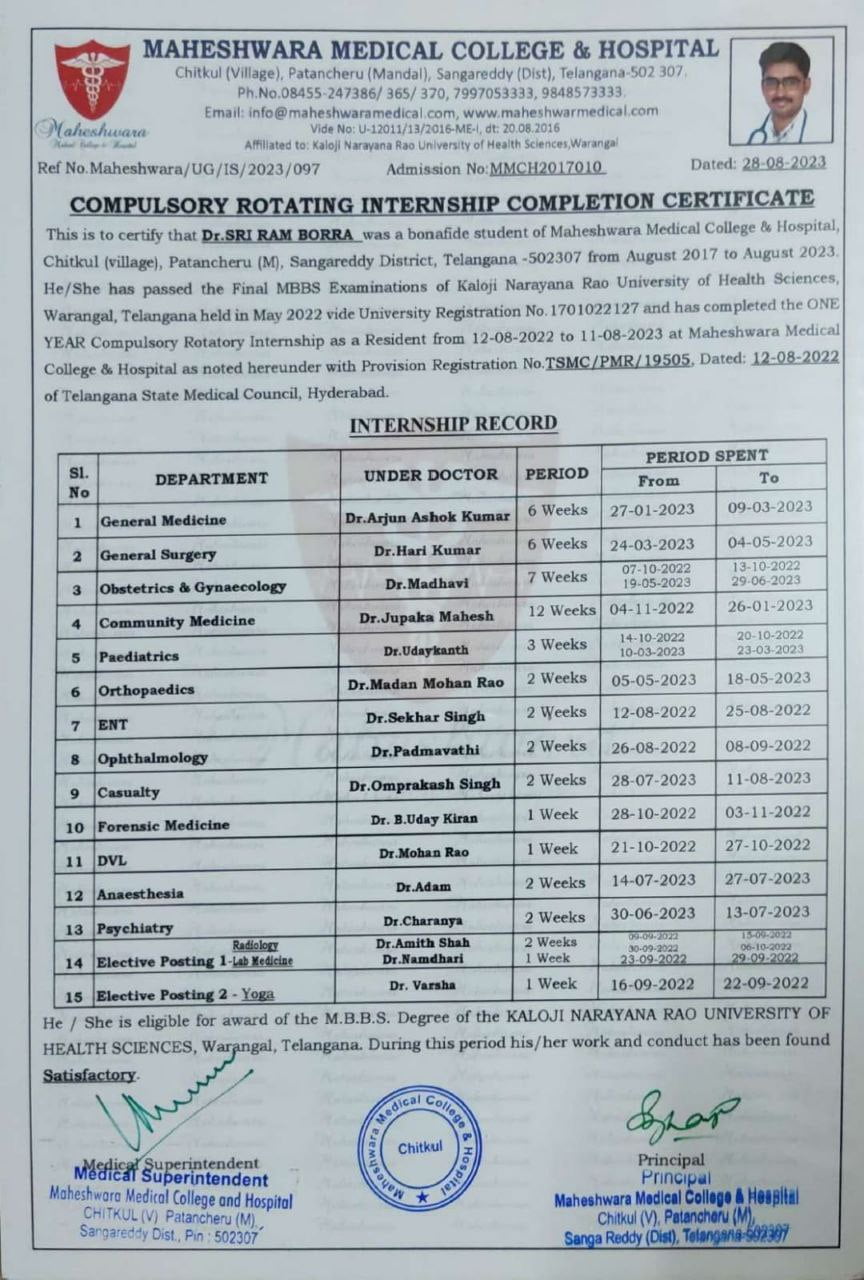 MAHESHWARA MEDICAL COLLEGE & HOSPITAL
Chitkul (Village), Patancheru (Mandal), Sangareddy (Dist), Telangana-502 307.
Ph.No.08455-247386/ 365/ 370, 7997053333, 9848573333.
Email: info@maheshwaramedical.com, www.maheshwarmedical.com
Vide No: U-12011/13/2016-ME-I, dt: 20.08.2016
Affiliated to: Kaloji Narayana Rao University of Health Sciences,Warangal
Maheshwara
Medical College & Hospital
Ref No.Maheshwara/UG/IS/2023/097 Admission No:MMCH2017010 Dated: 28-08-2023
COMPULSORY ROTATING INTERNSHIP COMPLETION CERTIFICATE
This is to certify that Dr.SRI RAM BORRA was a bonafide student of Maheshwara Medical College & Hospital,
Chitkul (village), Patancheru (M), Sangareddy District, Telangana -502307 from August 2017 to August 2023.
He/She has passed the Final MBBS Examinations of Kaloji Narayana Rao University of Health Sciences,
Warangal, Telangana held in May 2022 vide University Registration No.1701022127 and has completed the ONE
YEAR Compulsory Rotatory Internship as a Resident from 12-08-2022 to 11-08-2023 at Maheshwara Medical
College & Hospital as noted hereunder with Provision Registration No.TSMC/PMR/19505, Dated: 12-08-2022
of Telangana State Medical Council, Hyderabad.
INTERNSHIP RECORD
Sl. No DEPARTMENT UNDER DOCTOR PERIOD PERIOD SPENT
From To
1 General Medicine Dr.Arjun Ashok Kumar 6 Weeks 27-01-2023 09-03-2023
2 General Surgery Dr.Hari Kumar 6 Weeks 24-03-2023 04-05-2023
3 Obstetrics & Gynaecology Dr.Madhavi 7 Weeks 07-10-2022 13-10-2022
19-05-2023 29-06-2023
4 Community Medicine Dr.Jupaka Mahesh 12 Weeks 04-11-2022 26-01-2023
5 Paediatrics Dr.Udaykanth 3 Weeks 14-10-2022 20-10-2022
10-03-2023 23-03-2023
6 Orthopaedics Dr.Madan Mohan Rao 2 Weeks 05-05-2023 18-05-2023
7 ENT Dr.Sekhar Singh 2 Weeks 12-08-2022 25-08-2022
8 Ophthalmology Dr.Padmavathi 2 Weeks 26-08-2022 08-09-2022
9 Casualty Dr.Omprakash Singh 2 Weeks 28-07-2023 11-08-2023
10 Forensic Medicine Dr. B.Uday Kiran 1 Week 28-10-2022 03-11-2022
11 DVL Dr.Mohan Rao 1 Week 21-10-2022 27-10-2022
12 Anaesthesia Dr.Adam 2 Weeks 14-07-2023 27-07-2023
13 Psychiatry Dr.Charanya 2 Weeks 30-06-2023 13-07-2023
Radiology Dr.Amith Shah 2 Weeks 09-09-2022 15-09-2022
30-09-2022 06-10-2022
14 Elective Posting 1-Lab Medicine Dr.Namdhari 1 Week 23-09-2022 29-09-2022
15 Elective Posting 2 - Yoga Dr. Varsha 1 Week 16-09-2022 22-09-2022
He / She is eligible for award of the M.B.B.S. Degree of the KALOJI NARAYANA RAO UNIVERSITY OF
HEALTH SCIENCES, Warangal, Telangana. During this period his/her work and conduct has been found
Satisfactory.
Medical Superintendent
Medical Superintendent
Maheshwara Medical College and Hospital
CHITKUL (V) Patancheru (M),
Sangareddy Dist., Pin : 502307
Maheshwara Medical College & Hospital
Chitkul
Principal
Principal
Maheshwara Medical College & Hospital
Chitkul (V), Patancheru (M),
Sanga Reddy (Dist), Telangana-502307